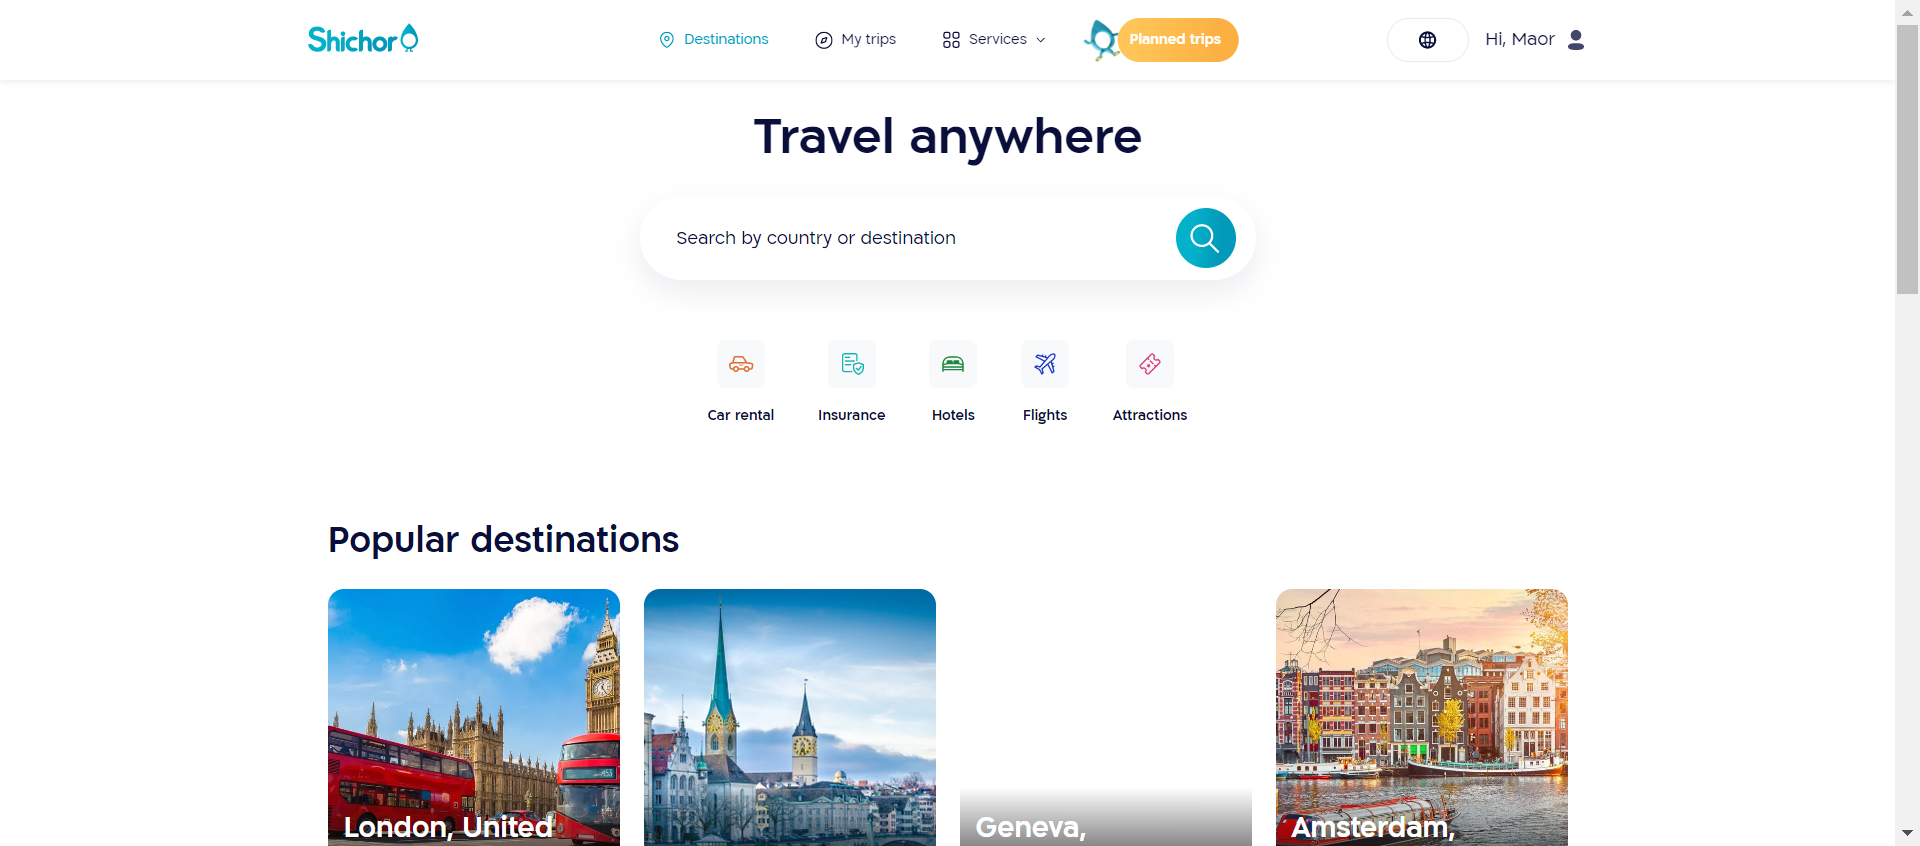 Shichor
Destinations
My trips
Services
Planned trips
Hi, Maor
Travel anywhere
Search by country or destination
Car rental
Insurance
Hotels
Flights
Attractions
Popular destinations
London, United
Geneva,
Amsterdam,